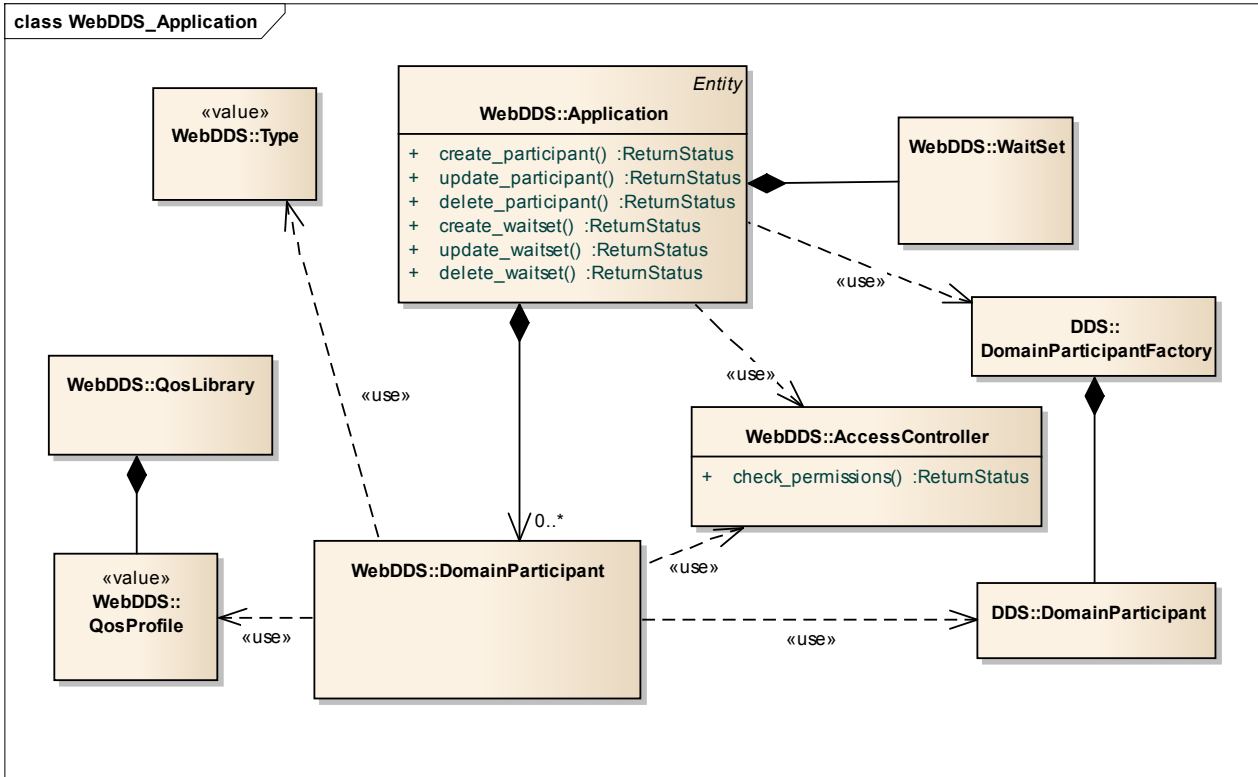 class WebDDS_Application
«value»
WebDDS::Type
Entity
WebDDS::Application
+ create_participant() :ReturnStatus
+ update_participant() :ReturnStatus
+ delete_participant() :ReturnStatus
+ create_waitset() :ReturnStatus
+ update_waitset() :ReturnStatus
+ delete_waitset() :ReturnStatus
WebDDS::WaitSet
«use»
DDS::
DomainParticipantFactory
WebDDS::QosLibrary
«use»
«use»
WebDDS::AccessController
+ check_permissions() :ReturnStatus
0..*
WebDDS::DomainParticipant
«use»
«value»
WebDDS::
QosProfile
«use»
«use»
DDS::DomainParticipant